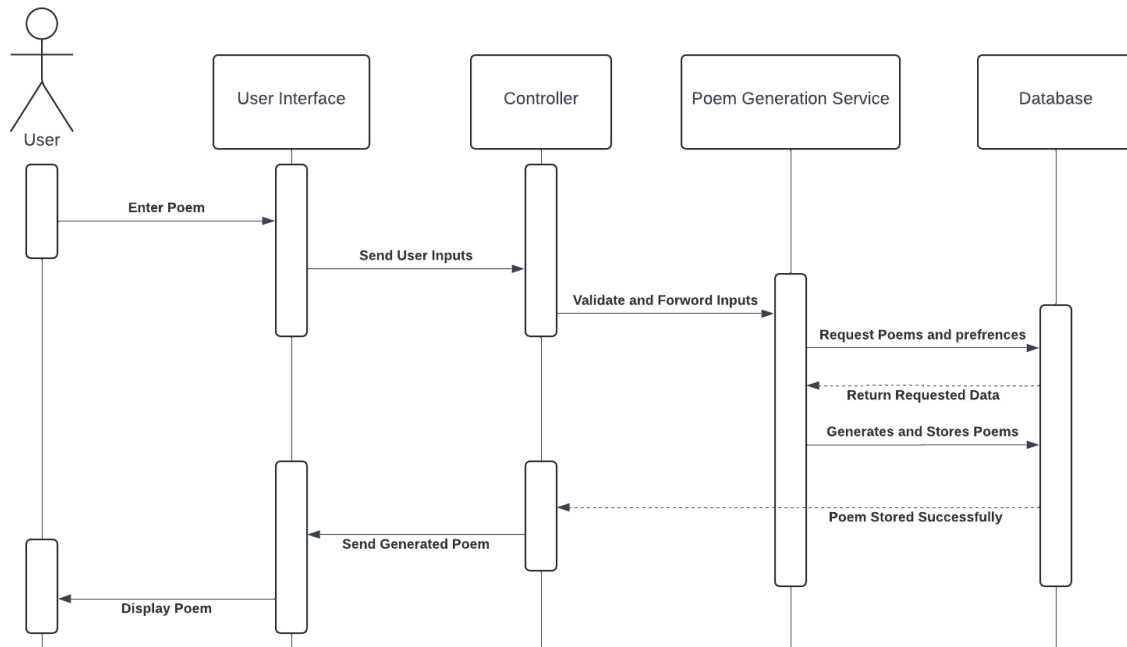 User
User Interface
Controller
Poem Generation Service
Database
Enter Poem
Send User Inputs
Validate and Forword Inputs
Request Poems and prefrences
Return Requested Data
Generates and Stores Poems
Poem Stored Successfully
Send Generated Poem
Display Poem